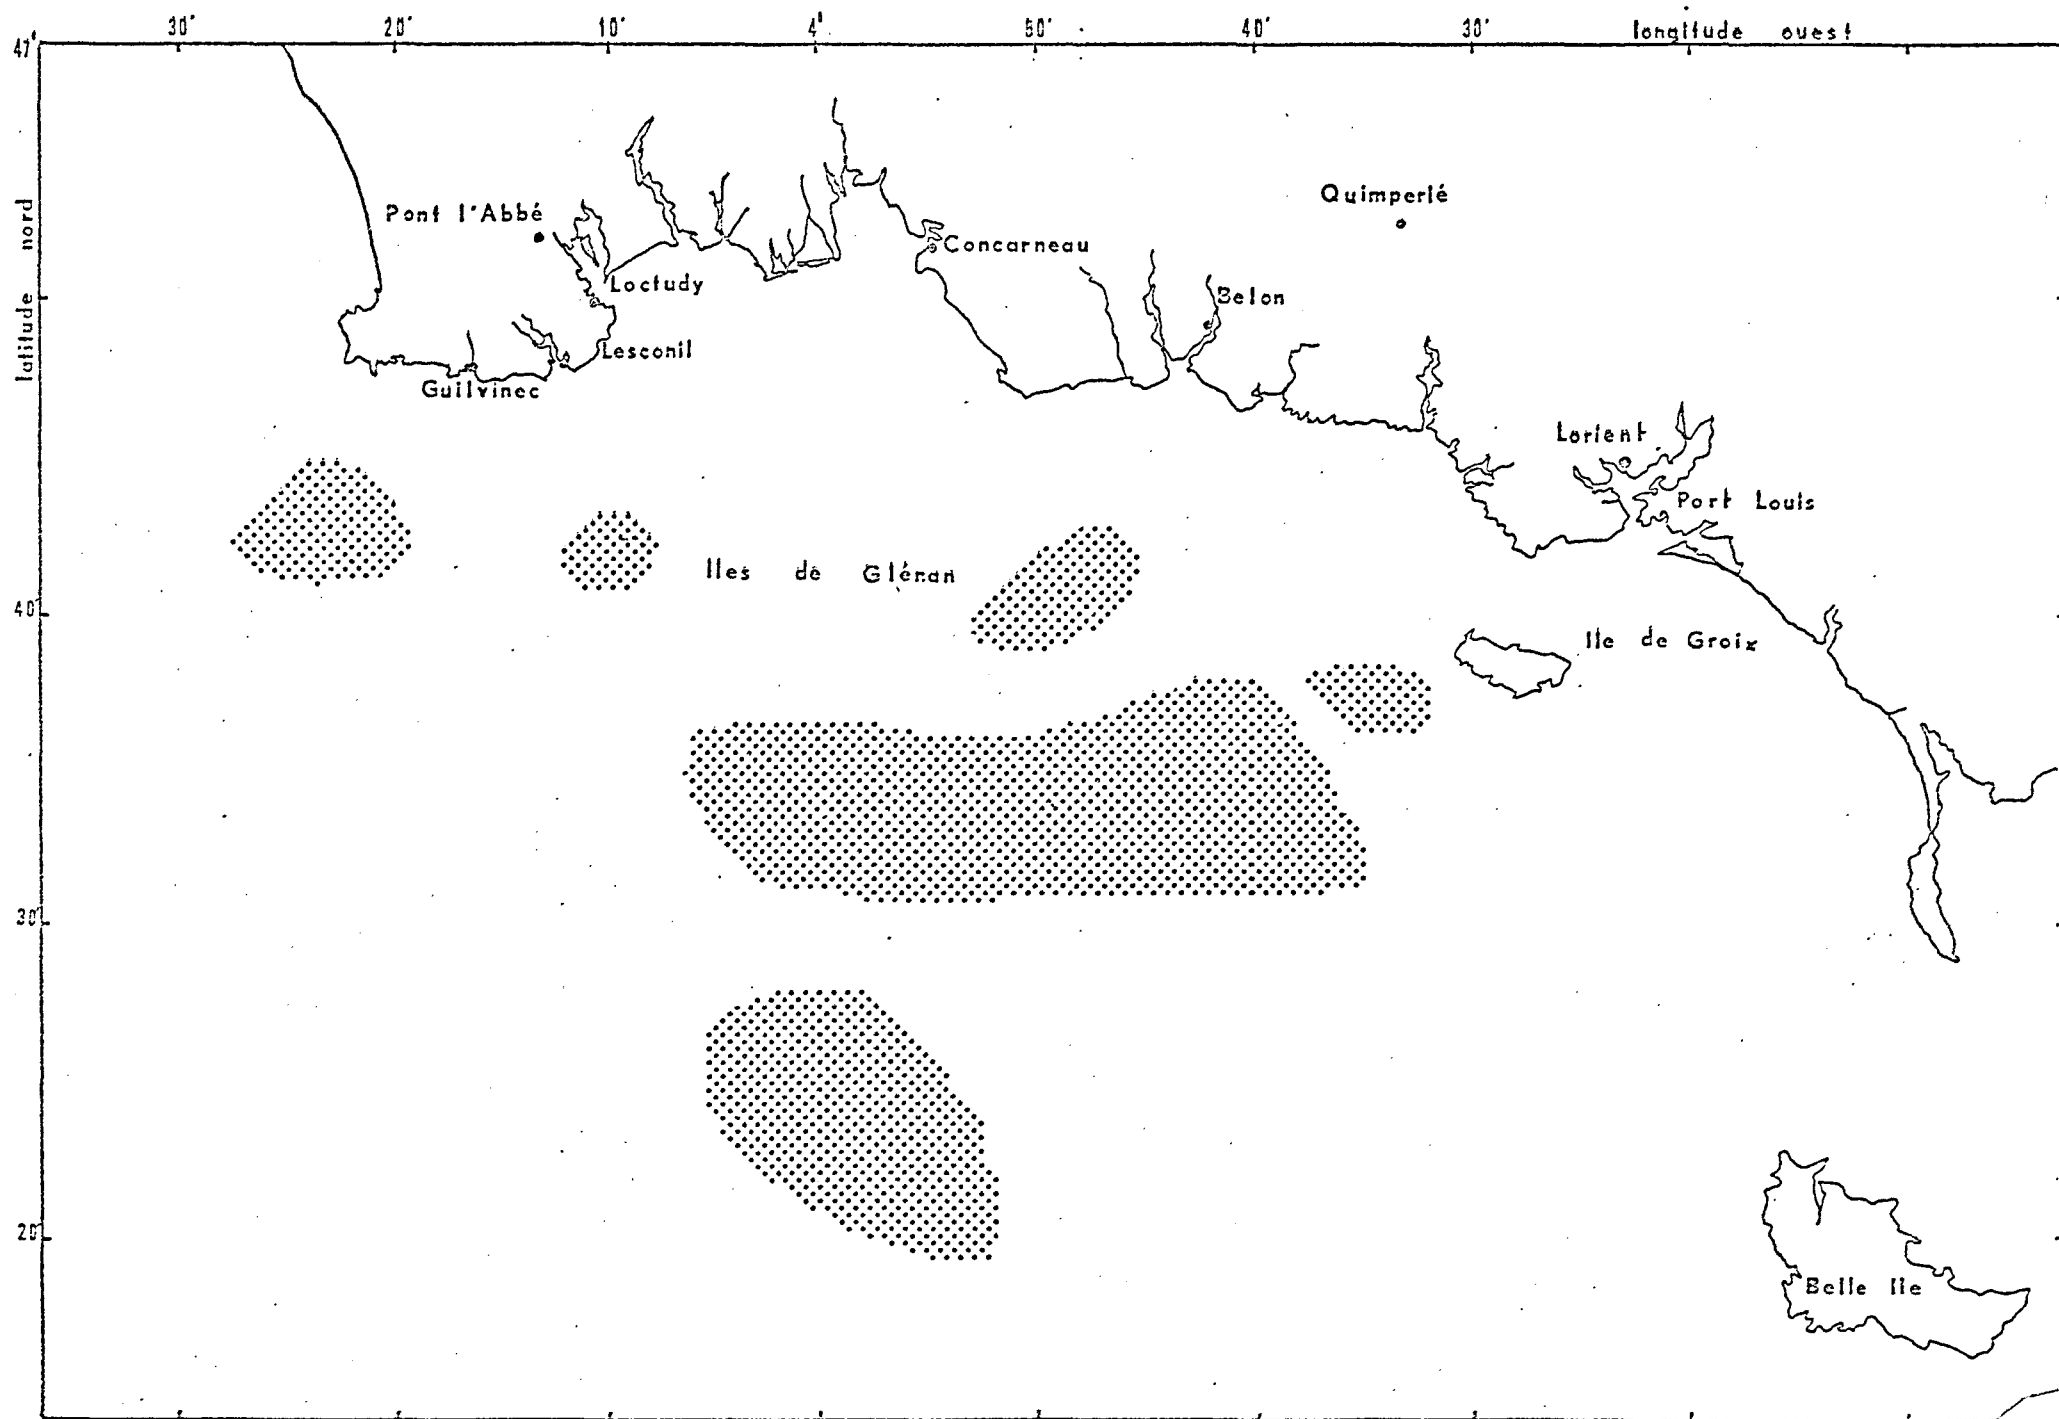 30' 20' 10' 4° 50' 40' 30' longitude ouest
47°
latitude nord
Quimperlé
Pont l'Abbé
Concarneau
Loctudy
Belon
Lesconil
Guilvinec
Lorient
Port Louis
Iles de Glénan
40'
Ile de Groix
30'
20'
Belle Ile